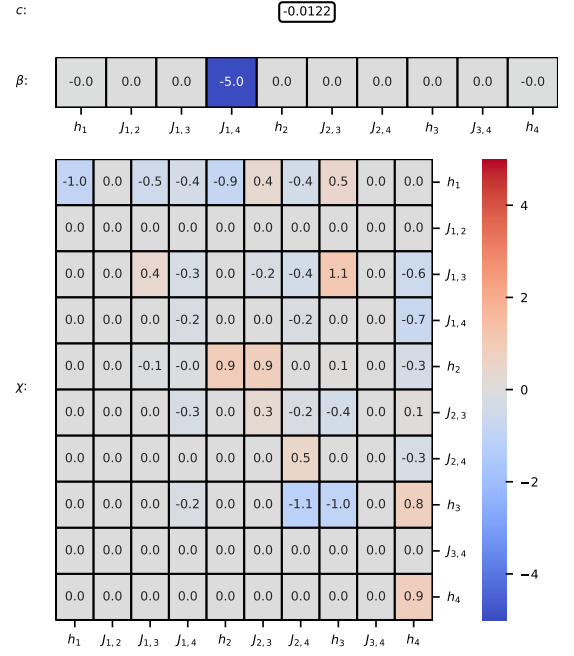 c: -0.0122
β: -0.0 0.0 0.0 -5.0 0.0 0.0 0.0 0.0 0.0 -0.0
h₁ J₁,₂ J₁,₃ J₁,₄ h₂ J₂,₃ J₂,₄ h₃ J₃,₄ h₄
-1.0 0.0 -0.5 -0.4 -0.9 0.4 -0.4 0.5 0.0 0.0 h₁
0.0 0.0 0.0 0.0 0.0 0.0 0.0 0.0 0.0 0.0 J₁,₂
4
0.0 0.0 0.4 -0.3 0.0 -0.2 -0.4 1.1 0.0 -0.6 J₁,₃
2
0.0 0.0 0.0 -0.2 0.0 0.0 -0.2 0.0 0.0 -0.7 J₁,₄
0.0 0.0 -0.1 -0.0 0.9 0.9 0.0 0.1 0.0 -0.3 h₂
0
χ:
0.0 0.0 0.0 -0.3 0.0 0.3 -0.2 -0.4 0.0 0.1 J₂,₃
0.0 0.0 0.0 0.0 0.0 0.0 0.5 0.0 0.0 -0.3 J₂,₄
−2
0.0 0.0 0.0 -0.2 0.0 0.0 -1.1 -1.0 0.0 0.8 h₃
0.0 0.0 0.0 0.0 0.0 0.0 0.0 0.0 0.0 0.0 J₃,₄
−4
0.0 0.0 0.0 0.0 0.0 0.0 0.0 0.0 0.0 0.9 h₄
h₁ J₁,₂ J₁,₃ J₁,₄ h₂ J₂,₃ J₂,₄ h₃ J₃,₄ h₄